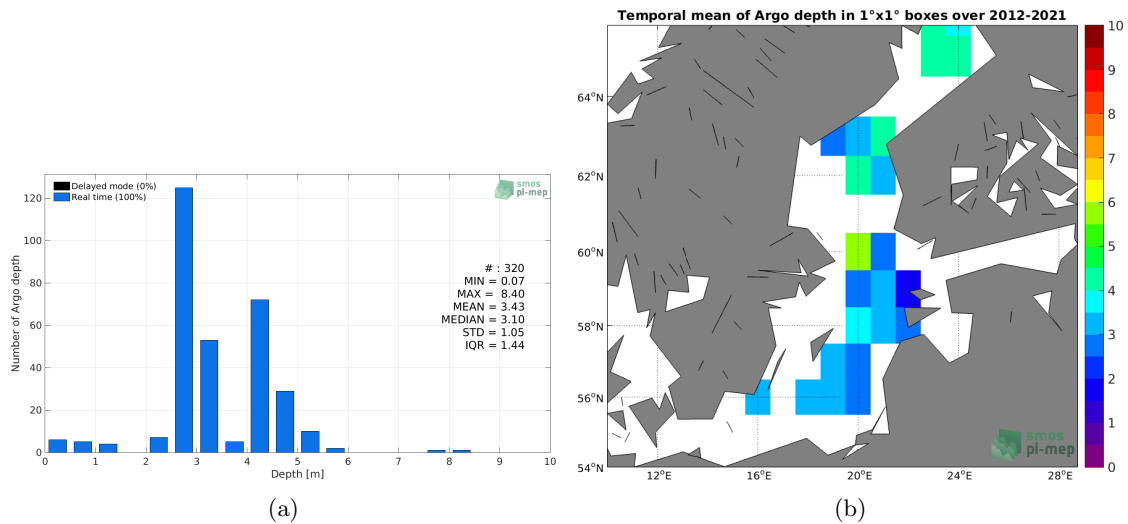 Delayed mode (0%)
Real time (100%)
smos
pi-mep
# : 320
MIN = 0.07
MAX = 8.40
MEAN = 3.43
MEDIAN = 3.10
STD = 1.05
IQR = 1.44
Number of Argo depth
120
100
80
60
40
20
0
0 1 2 3 4 5 6 7 8 9 10
Depth [m]
(a)
Temporal mean of Argo depth in 1°x1° boxes over 2012-2021
64°N
62°N
60°N
58°N
56°N
54°N
12°E 16°E 20°E 24°E 28°E
smos
pi-mep
10
9
8
7
6
5
4
3
2
1
0
(b)